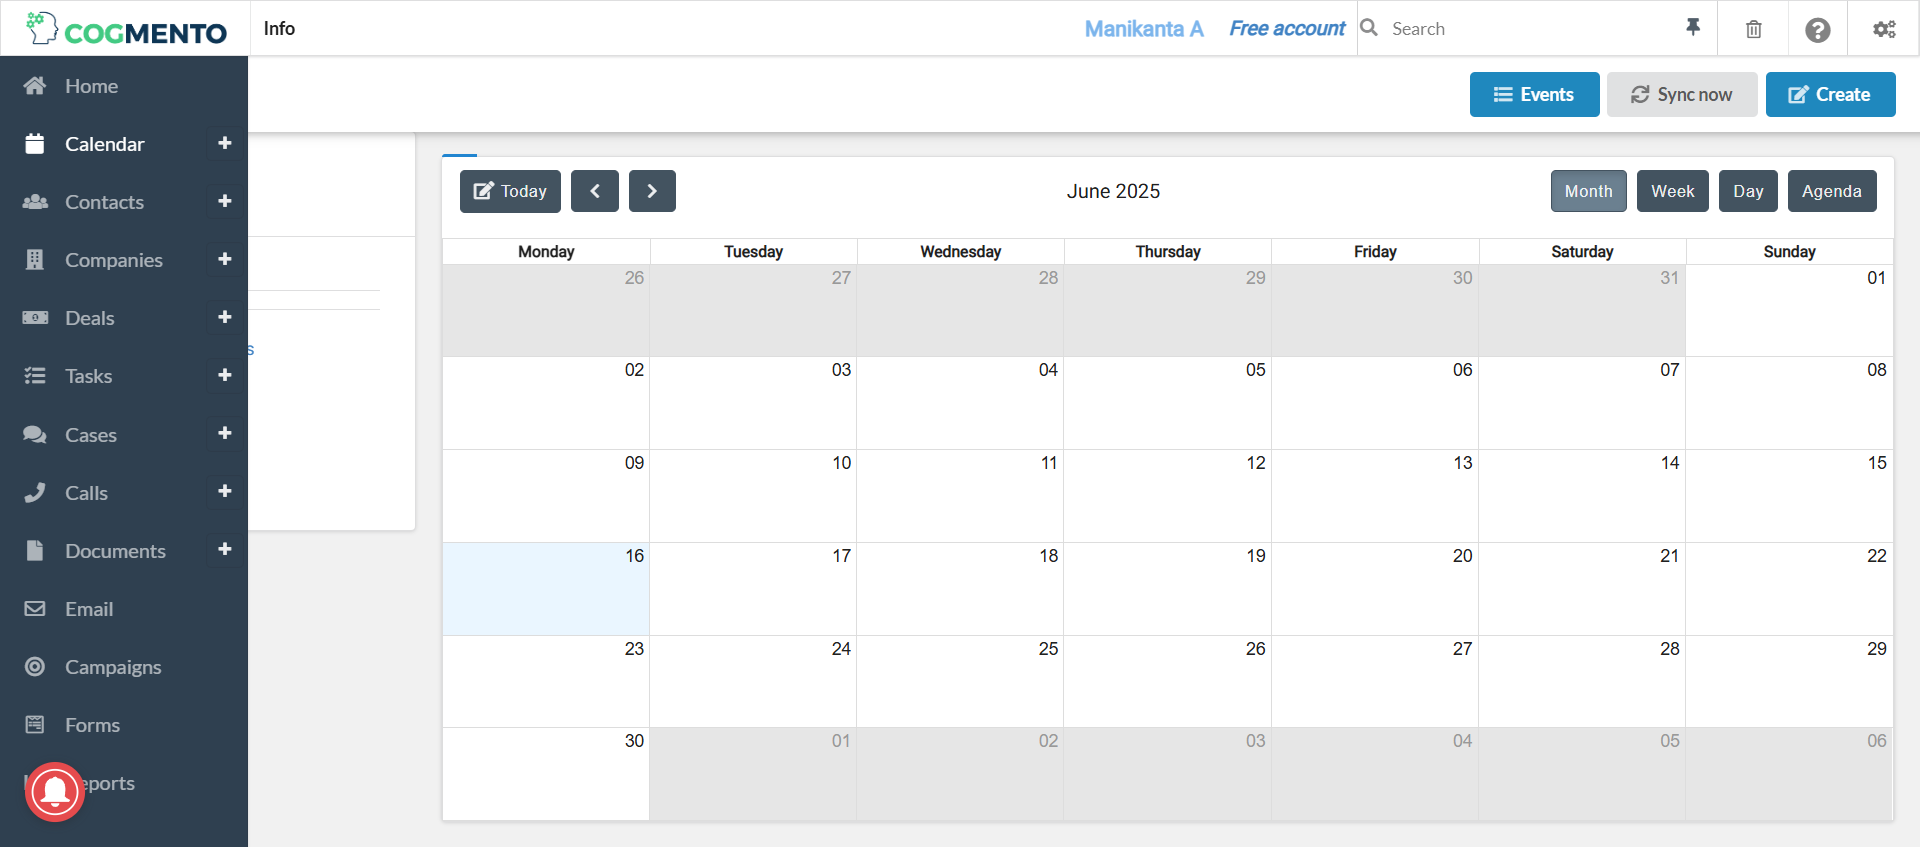 COGMENTO
Info
Manikanta A
Free account
Search
Events
Sync now
Create
Home
Calendar
Contacts
Companies
Deals
Tasks
Cases
Calls
Documents
Email
Campaigns
Forms
eports
s
Today
June 2025
Month
Week
Day
Agenda
Monday Tuesday Wednesday Thursday Friday Saturday Sunday
26 27 28 29 30 31 01
02 03 04 05 06 07 08
09 10 11 12 13 14 15
16 17 18 19 20 21 22
23 24 25 26 27 28 29
30 01 02 03 04 05 06